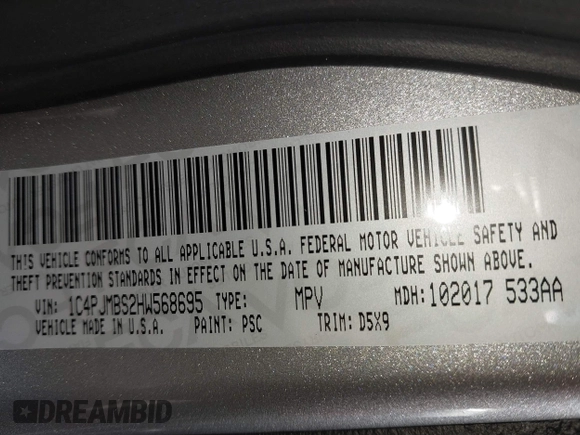 THIS VEHICLE CONFORMS TO ALL APPLICABLE U.S.A. FEDERAL MOTOR VEHICLE SAFETY AND
THEFT PREVENTION STANDARDS IN EFFECT ON THE DATE OF MANUFACTURE SHOWN ABOVE.
VIN: 1C4PJMBS2HW568695 TYPE: MPV MDH: 102017 533AA
VEHICLE MADE IN U.S.A. PAINT: PSC TRIM: D5X9
DREAMBID